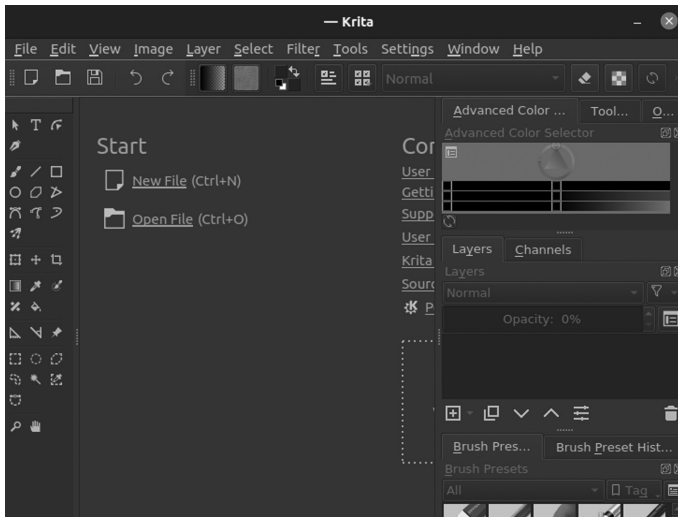 — Krita
File Edit View Image Layer Select Filter Tools Settings Window Help
Normal
Advanced Color ... Tool... O...
Advanced Color Selector
Start
New File (Ctrl+N)
Open File (Ctrl+O)
User
Getti
Supp
User
Krita
Sourc
Layers Channels
Layers
Normal
Opacity: 0%
Brush Pres... Brush Preset Hist...
Brush Presets
All Tag